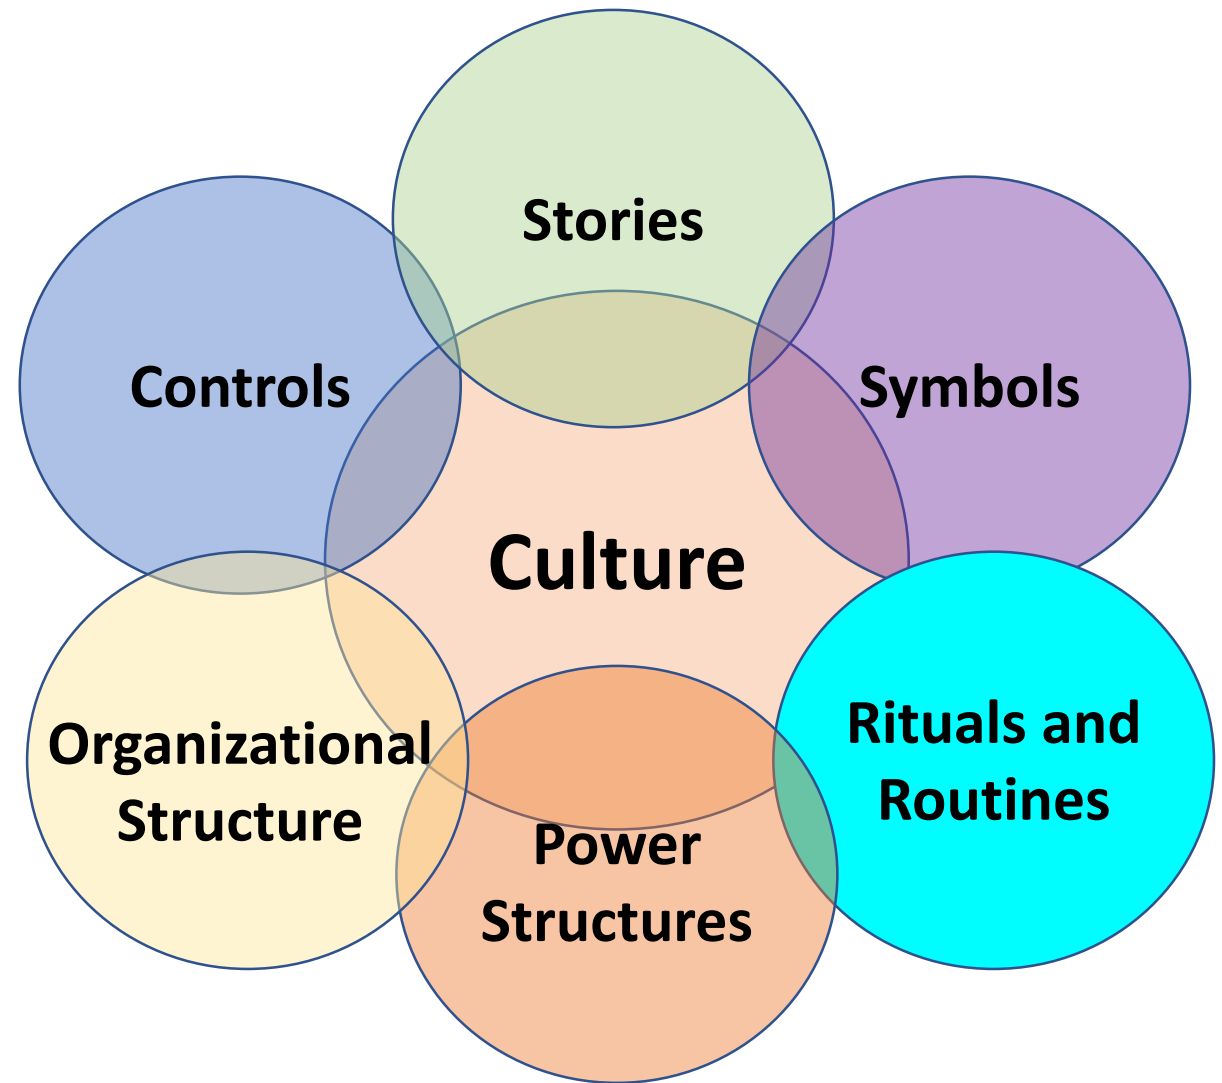 Stories
Controls
Symbols
Culture
Organizational
Structure
Rituals and
Routines
Power
Structures